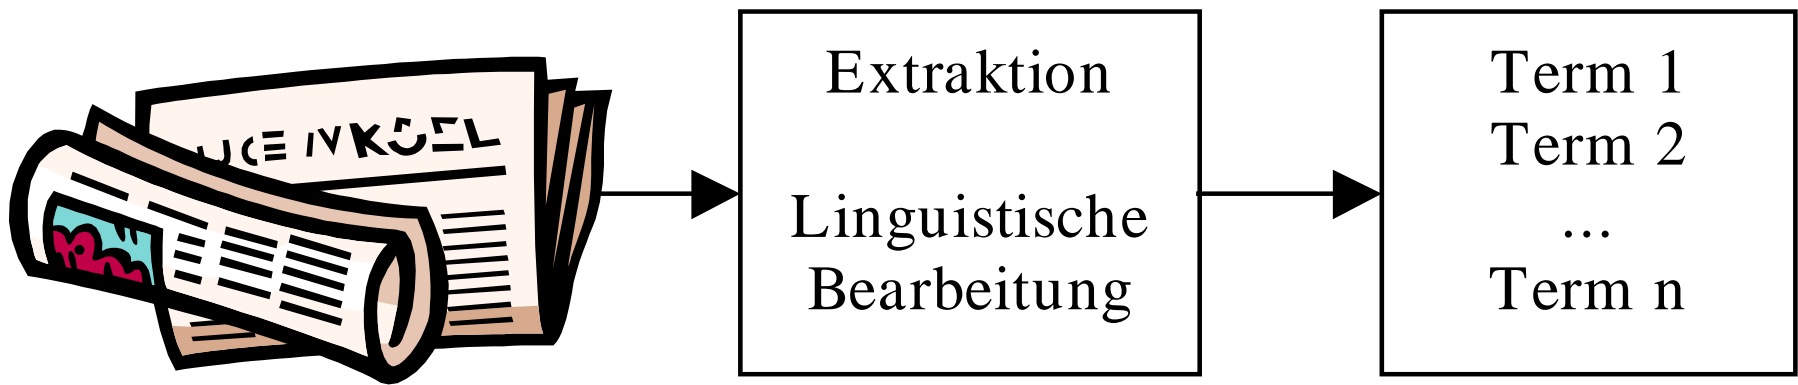 Extraktion
Linguistische
Bearbeitung
Term 1
Term 2
...
Term n